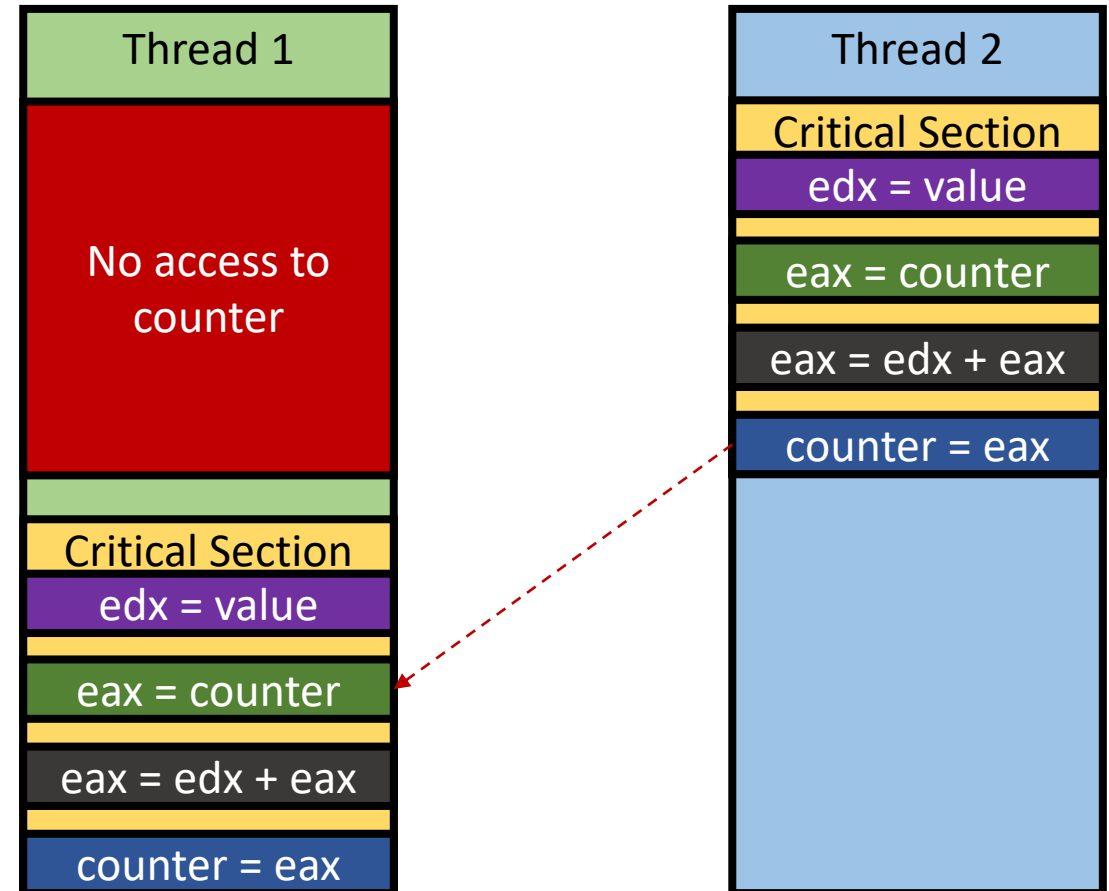 Thread 1
No access to
counter
Critical Section
edx = value
eax = counter
eax = edx + eax
counter = eax
Thread 2
Critical Section
edx = value
eax = counter
eax = edx + eax
counter = eax